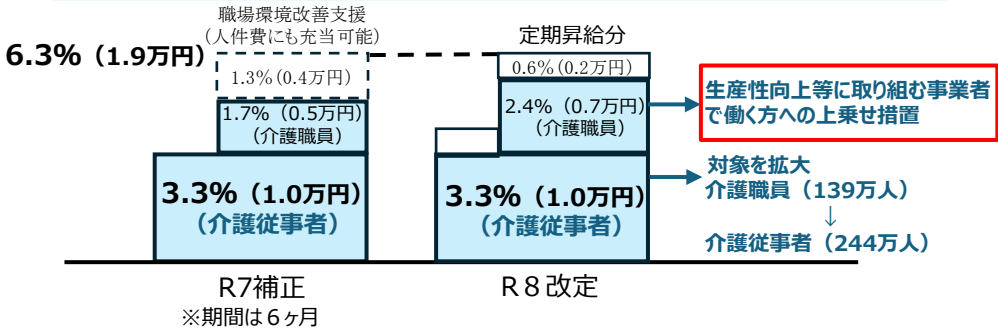 職場環境改善支援
(人件費にも充当可能)
6.3%（1.9万円）
1.3%(0.4万円)
1.7%（0.5万円）
(介護職員)
3.3%（1.0万円）
（介護従事者）
R7補正
※期間は６ヶ月
定期昇給分
0.6%(0.2万円)
2.4%（0.7万円）
(介護職員)
3.3%（1.0万円）
（介護従事者）
R８改定
生産性向上等に取り組む事業者
で働く方への上乗せ措置
対象を拡大
介護職員（139万人）
↓
介護従事者（244万人）